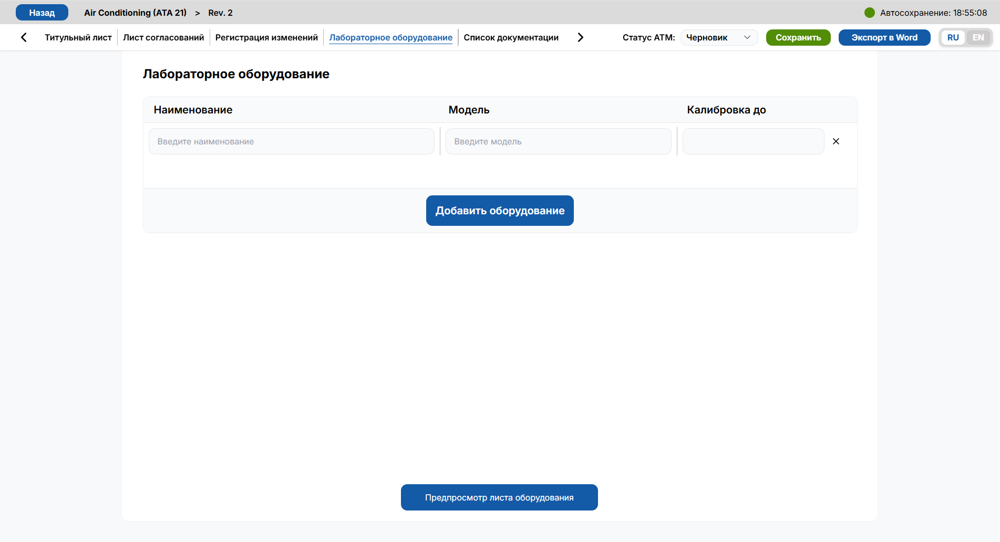 Назад Air Conditioning (ATA 21) > Rev. 2 Автосохранение: 18:55:08
Титульный лист Лист согласований Регистрация изменений Лабораторное оборудование Список документации Статус АТМ: Черновик Сохранить Экспорт в Word RU EN
Лабораторное оборудование
Наименование Модель Калибровка до
Введите наименование Введите модель
Добавить оборудование
Предпросмотр листа оборудования